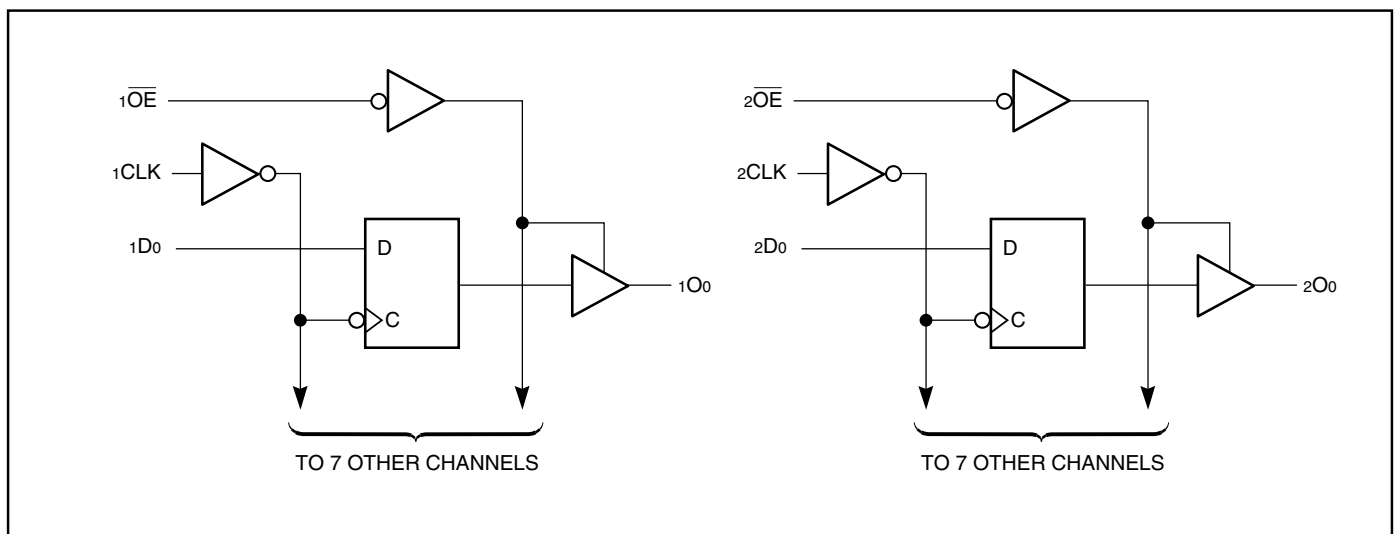 1OE
1CLK
1D0
D
C
1O0
TO 7 OTHER CHANNELS
2OE
2CLK
2D0
D
C
2O0
TO 7 OTHER CHANNELS